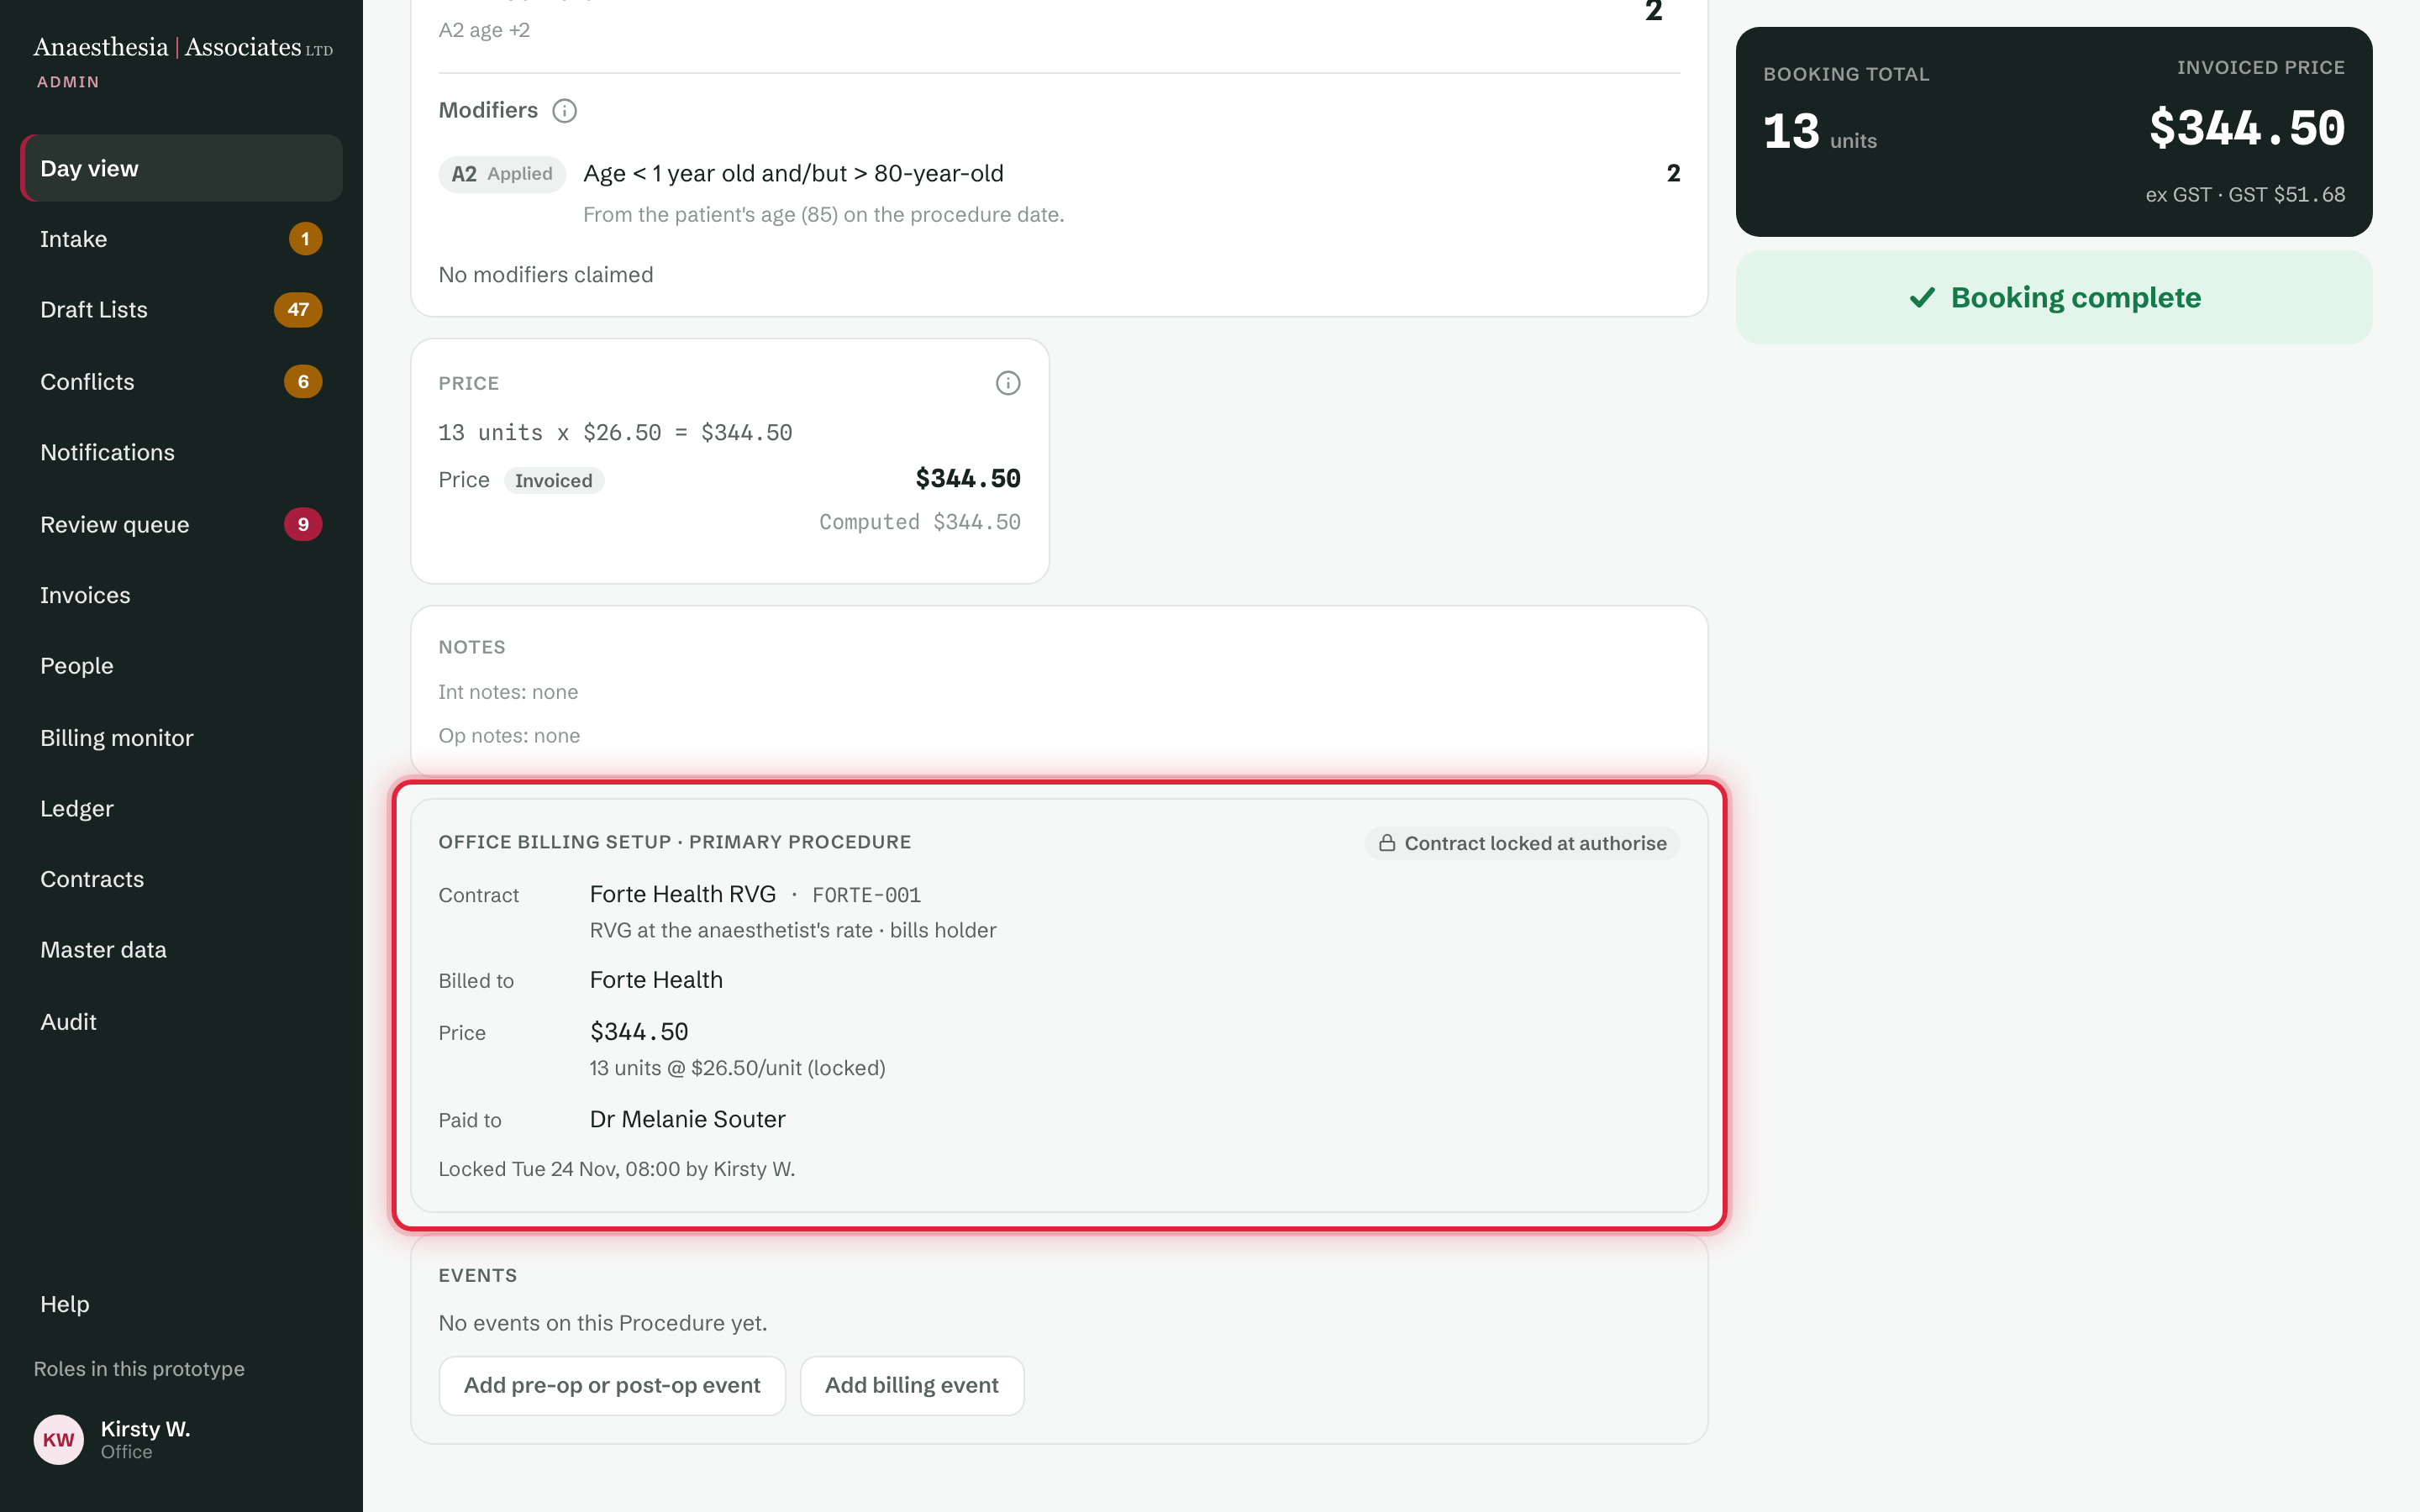 Anaesthesia | Associates LTD
ADMIN
Day view
Intake 1
Draft Lists 47
Conflicts 6
Notifications
Review queue 9
Invoices
People
Billing monitor
Ledger
Contracts
Master data
Audit
Help
Roles in this prototype
KW
Kirsty W.
Office
2
A2 age +2
Modifiers
A2 Applied Age < 1 year old and/but > 80-year-old 2
From the patient's age (85) on the procedure date.
No modifiers claimed
PRICE
13 units x $26.50 = $344.50
Price Invoiced $344.50
Computed $344.50
NOTES
Int notes: none
Op notes: none
OFFICE BILLING SETUP · PRIMARY PROCEDURE Contract locked at authorise
Contract Forte Health RVG · FORTE-001
RVG at the anaesthetist's rate · bills holder
Billed to Forte Health
Price $344.50
13 units @ $26.50/unit (locked)
Paid to Dr Melanie Souter
Locked Tue 24 Nov, 08:00 by Kirsty W.
EVENTS
No events on this Procedure yet.
Add pre-op or post-op event Add billing event
BOOKING TOTAL INVOICED PRICE
13 units $344.50
ex GST · GST $51.68
Booking complete